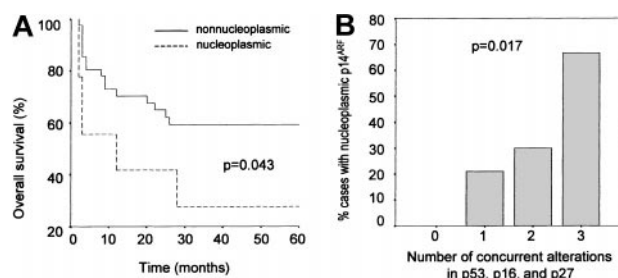 A
nonnucleoplasmic
nucleoplasmic
Overall survival (%)
100
80
60
40
20
p=0.043
0 10 20 30 40 50 60
Time (months)
B
% cases with nucleoplasmic p14ARF
80
70
60
50
40
30
20
10
0
p=0.017
0 1 2 3
Number of concurrent alterations
in p53, p16, and p27